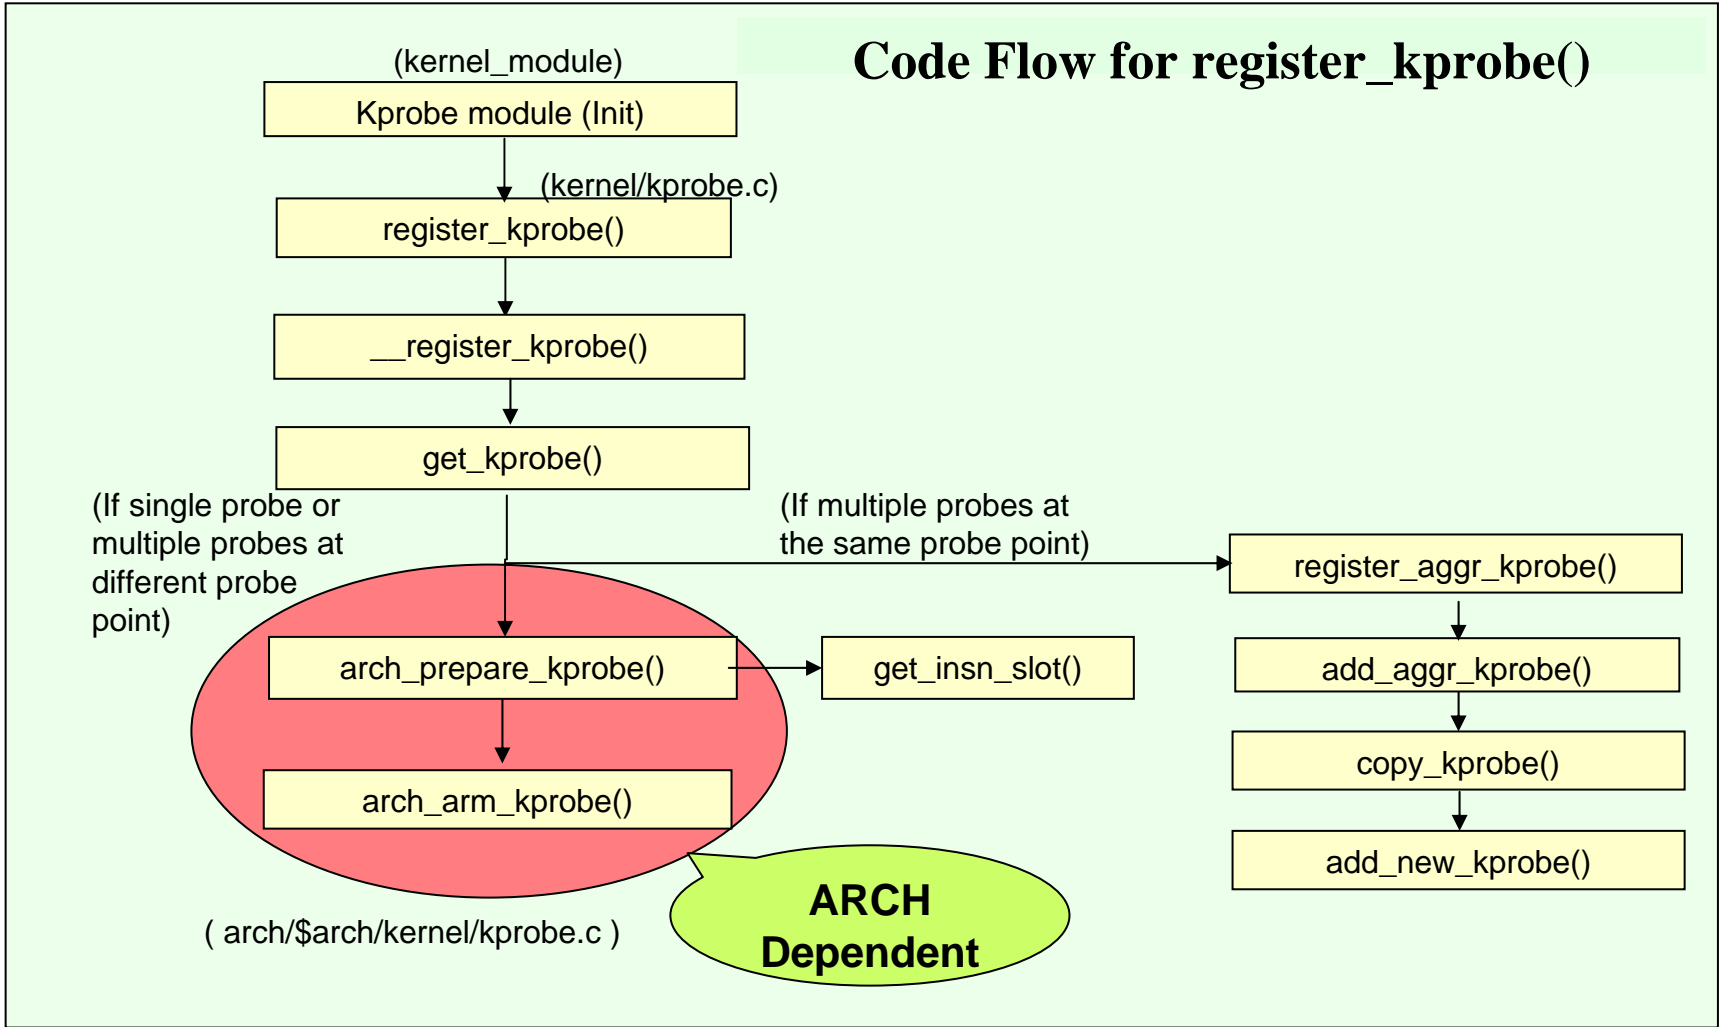 Code Flow for register_kprobe()
(kernel_module)
Kprobe module (Init)
(kernel/kprobe.c)
register_kprobe()
__register_kprobe()
get_kprobe()
(If single probe or
multiple probes at
different probe
point)
(If multiple probes at
the same probe point)
register_aggr_kprobe()
arch_prepare_kprobe()
get_insn_slot()
add_aggr_kprobe()
copy_kprobe()
arch_arm_kprobe()
add_new_kprobe()
ARCH
Dependent
( arch/$arch/kernel/kprobe.c )